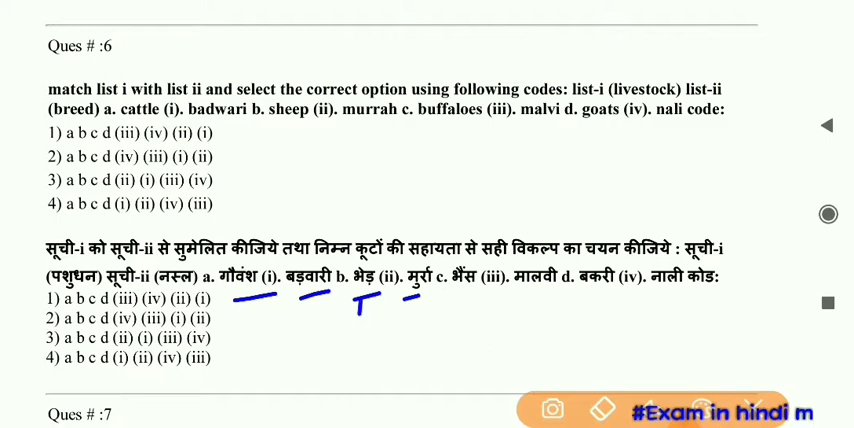 Ques # :6
match list i with list ii and select the correct option using following codes: list-i (livestock) list-ii
(breed) a. cattle (i). badwari b. sheep (ii). murrah c. buffaloes (iii). malvi d. goats (iv). nali code:
1) a b c d (iii) (iv) (ii) (i)
2) a b c d (iv) (iii) (i) (ii)
3) a b c d (ii) (i) (iii) (iv)
4) a b c d (i) (ii) (iv) (iii)
सूची-i को सूची-ii से सुमेलित कीजिये तथा निम्न कूटों की सहायता से सही विकल्प का चयन कीजिये : सूची-i
(पशुधन) सूची-ii (नस्ल) a. गौवंश (i). बड़वारी b. भेड़ (ii). मुर्रा c. भैंस (iii). मालवी d. बकरी (iv). नाली कोड:
1) a b c d (iii) (iv) (ii) (i)
2) a b c d (iv) (iii) (i) (ii)
3) a b c d (ii) (i) (iii) (iv)
4) a b c d (i) (ii) (iv) (iii)
Ques # :7
#Exam in hindi m